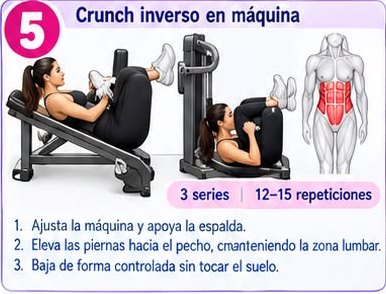 5
Crunch inverso en máquina
3 series | 12–15 repeticiones
1. Ajusta la máquina y apoya la espalda.
2. Eleva las piernas hacia el pecho, cmanteniendo la zona lumbar.
3. Baja de forma controlada sin tocar el suelo.